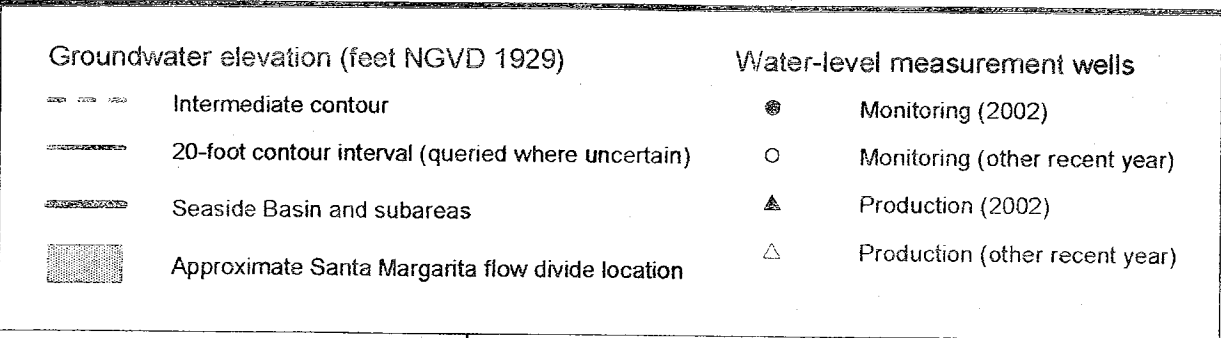 Groundwater elevation (feet NGVD 1929)
Intermediate contour
20-foot contour interval (queried where uncertain)
Seaside Basin and subareas
Approximate Santa Margarita flow divide location
Water-level measurement wells
Monitoring (2002)
Monitoring (other recent year)
Production (2002)
Production (other recent year)